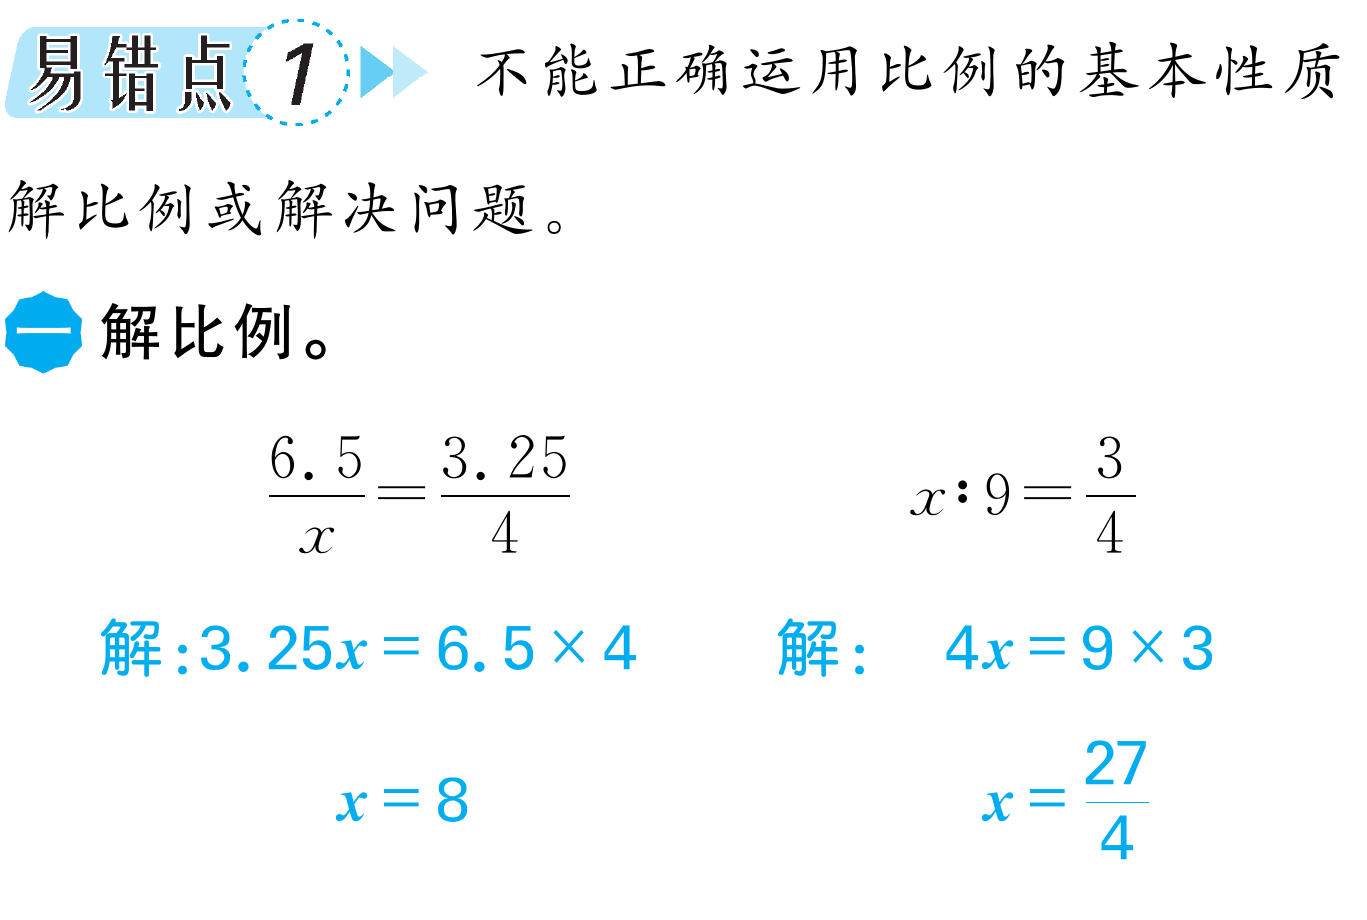 易错点1 不能正确运用比例的基本性质
解比例或解决问题。
一 解比例。
6.5/x=3.25/4 x:9=3/4
解:3.25x=6.5×4 解: 4x=9×3
x=8 x=27/4